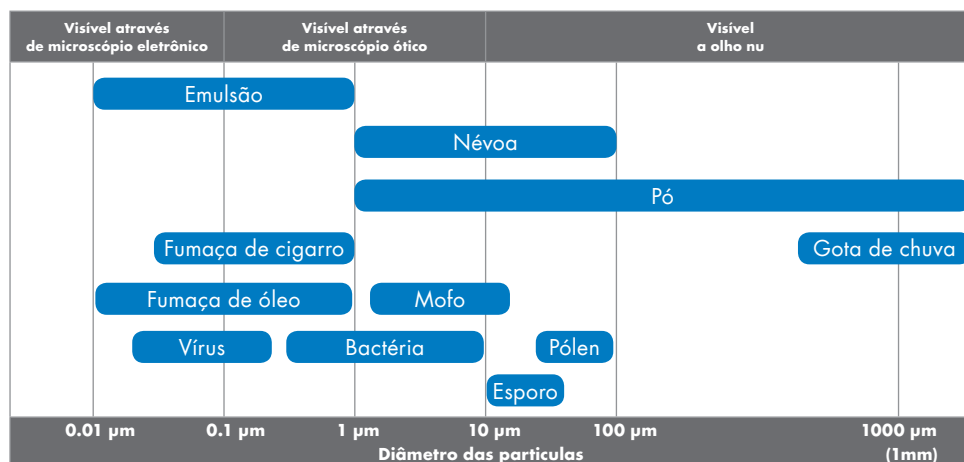 Visível através
de microscópio eletrônico
Visível através
de microscópio ótico
Visível
a olho nu
Emulsão
Névoa
Pó
Fumaça de cigarro
Gota de chuva
Fumaça de óleo
Mofo
Vírus
Bactéria
Pólen
Esporo
0.01 µm
0.1 µm
1 µm
10 µm
100 µm
1000 µm
(1mm)
Diâmetro das particulas